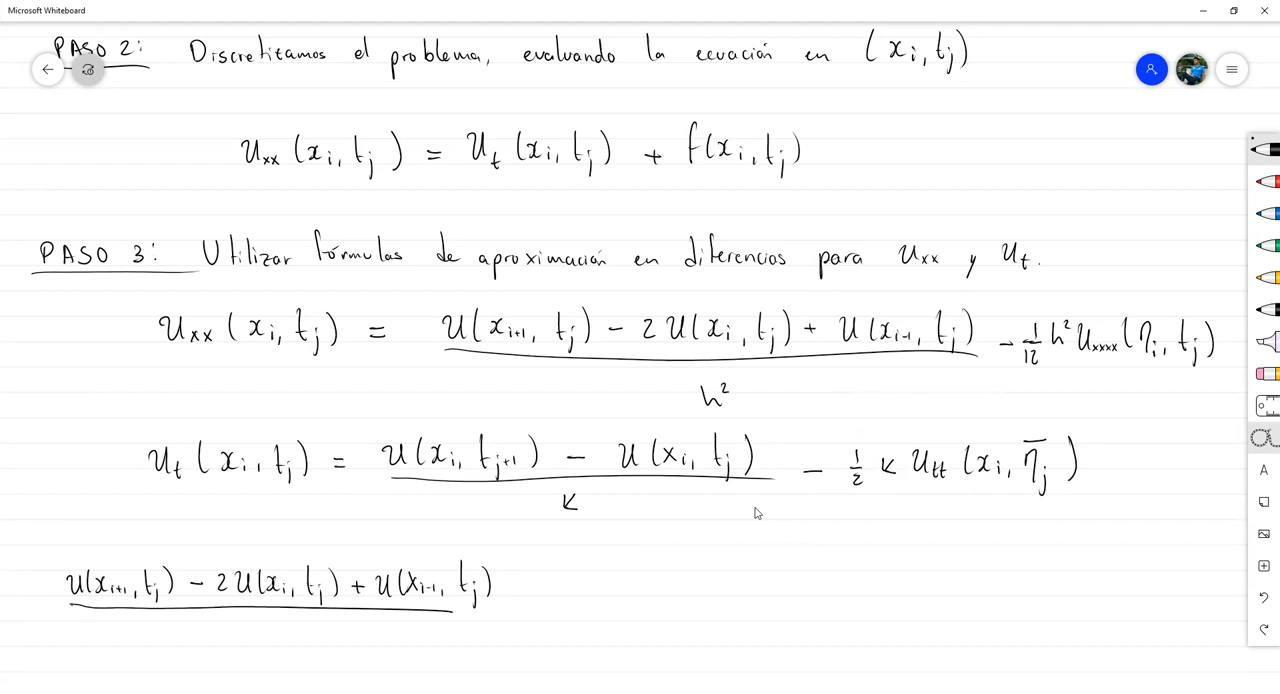 Microsoft Whiteboard
PASO 2: Discretizamos el problema, evaluando la ecuación en (xᵢ, tⱼ)
uₓₓ (xᵢ, tⱼ) = uₜ (xᵢ, tⱼ) + f(xᵢ, tⱼ)
PASO 3: Utilizar fórmulas de aproximación en diferencias para uₓₓ y uₜ.
uₓₓ (xᵢ, tⱼ) = u(xᵢ₊₁, tⱼ) - 2u(xᵢ, tⱼ) + u(xᵢ₋₁, tⱼ) - 1/12 h² uₓₓₓₓ(ηᵢ, tⱼ)
h²
uₜ (xᵢ, tⱼ) = u(xᵢ, tⱼ₊₁) - u(xᵢ, tⱼ) - 1/2 k uₜₜ (xᵢ, η̄ⱼ)
k
u(xᵢ₊₁, tⱼ) - 2u(xᵢ, tⱼ) + u(xᵢ₋₁, tⱼ)
A